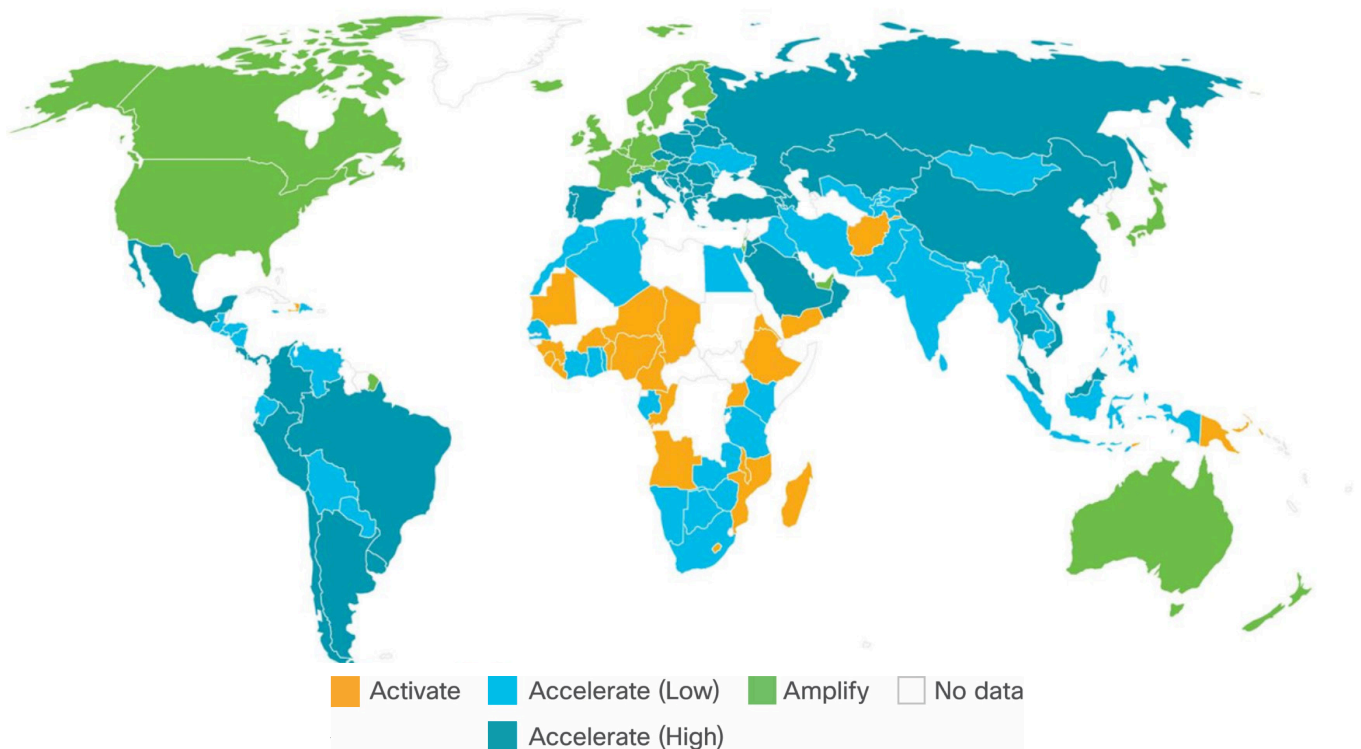 Activate
Accelerate (Low)
Amplify
No data
Accelerate (High)